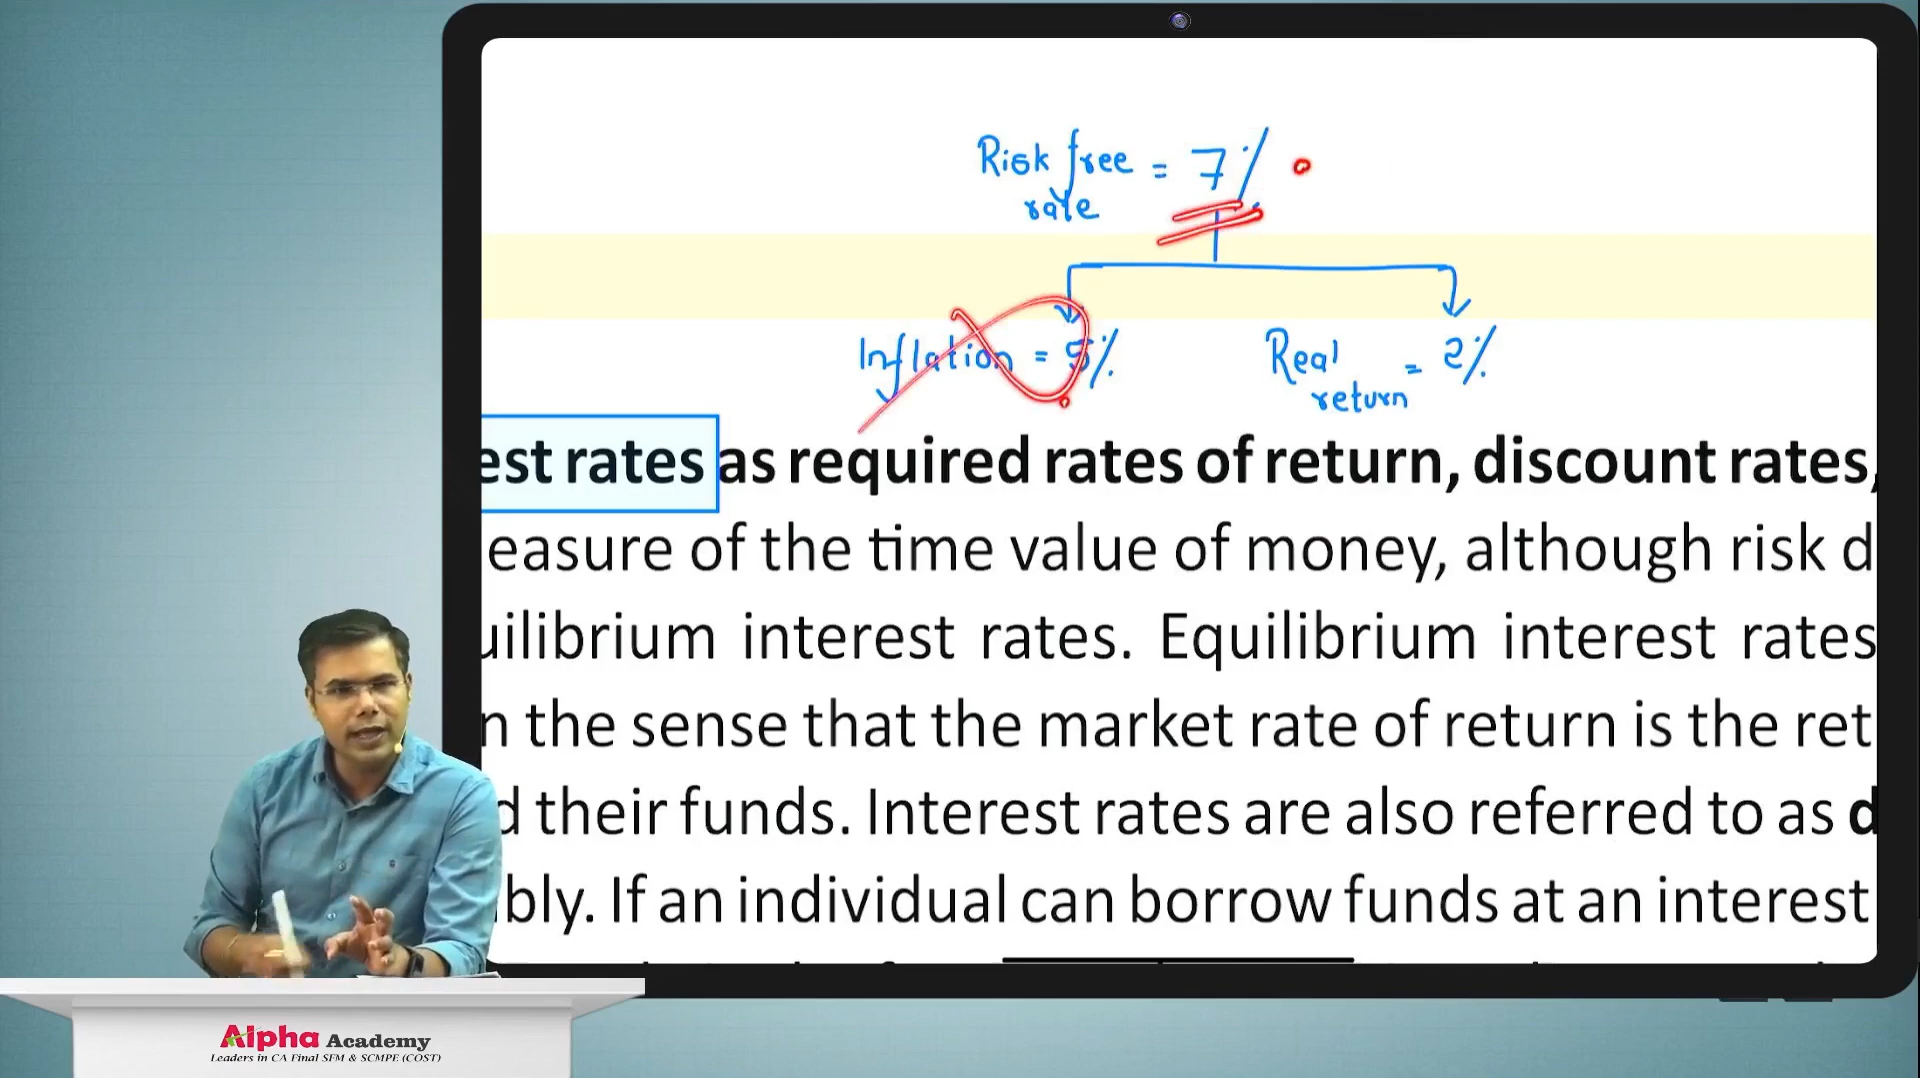 Risk free = 7%
rate
Inflation = 5%
Real = 2%
return
est rates as required rates of return, discount rates,
easure of the time value of money, although risk d
uilibrium interest rates. Equilibrium interest rates
n the sense that the market rate of return is the ret
d their funds. Interest rates are also referred to as d
bly. If an individual can borrow funds at an interest
Alpha Academy
Leaders in CA Final SFM & SCMPE (COST)